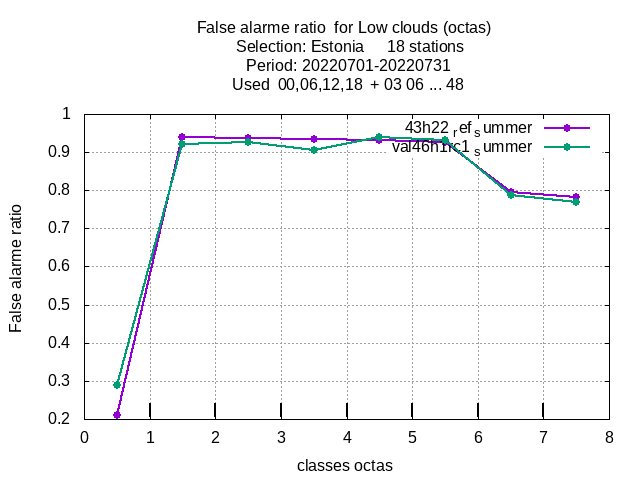 False alarme ratio  for Low clouds (octas)
Selection: Estonia     18 stations
Period: 20220701-20220731
Used  00,06,12,18  + 03 06 ... 48
1
0.9
0.8
0.7
0.6
0.5
0.4
0.3
0.2
False alarme ratio
43h22 ref summer
val46h1rc1 summer
0 1 2 3 4 5 6 7 8
classes octas